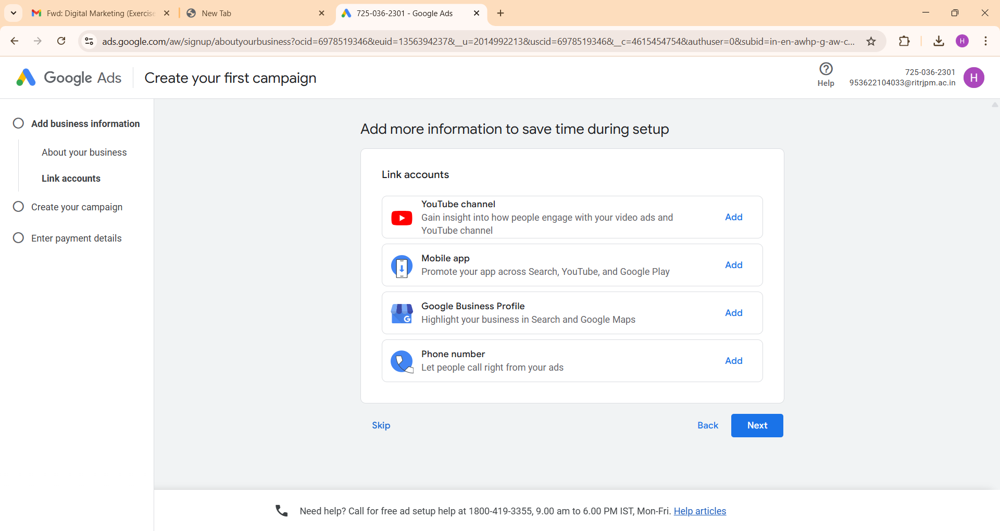 Fwd: Digital Marketing (Exercise
New Tab
725-036-2301 - Google Ads
ads.google.com/aw/signup/aboutyourbusiness?ocid=6978519346&euid=1356394237&__u=2014992213&uscid=6978519346&__c=4615454754&authuser=0&subid=in-en-awhp-g-aw-c...
H
Google Ads
Create your first campaign
Help
725-036-2301
953622104033@ritrjpm.ac.in
H
Add business information
About your business
Link accounts
Create your campaign
Enter payment details
Add more information to save time during setup
Link accounts
YouTube channel
Gain insight into how people engage with your video ads and
YouTube channel
Add
Mobile app
Promote your app across Search, YouTube, and Google Play
Add
G
Google Business Profile
Highlight your business in Search and Google Maps
Add
Phone number
Let people call right from your ads
Add
Skip
Back
Next
Need help? Call for free ad setup help at 1800-419-3355, 9.00 am to 6.00 PM IST, Mon-Fri. Help articles